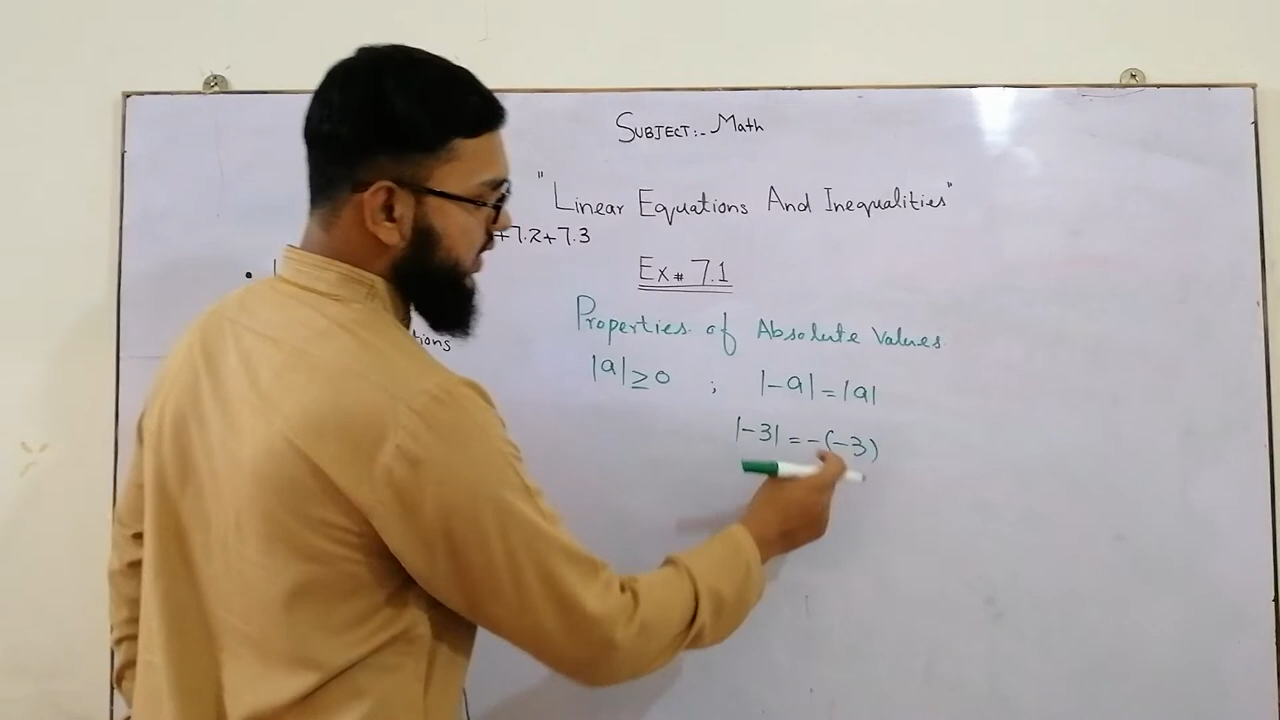 SUBJECT:- Math
"Linear Equations And Inequalities"
+7.2+7.3
Ex# 7.1
Properties of Absolute Values
|a| ≥ 0 ; |-a| = |a|
|-3| = -(-3)